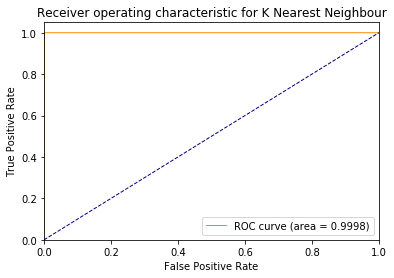 Receiver operating characteristic for K Nearest Neighbour
1.0
0.8
0.6
0.4
0.2
0.0
True Positive Rate
ROC curve (area = 0.9998)
0.0 0.2 0.4 0.6 0.8 1.0
False Positive Rate